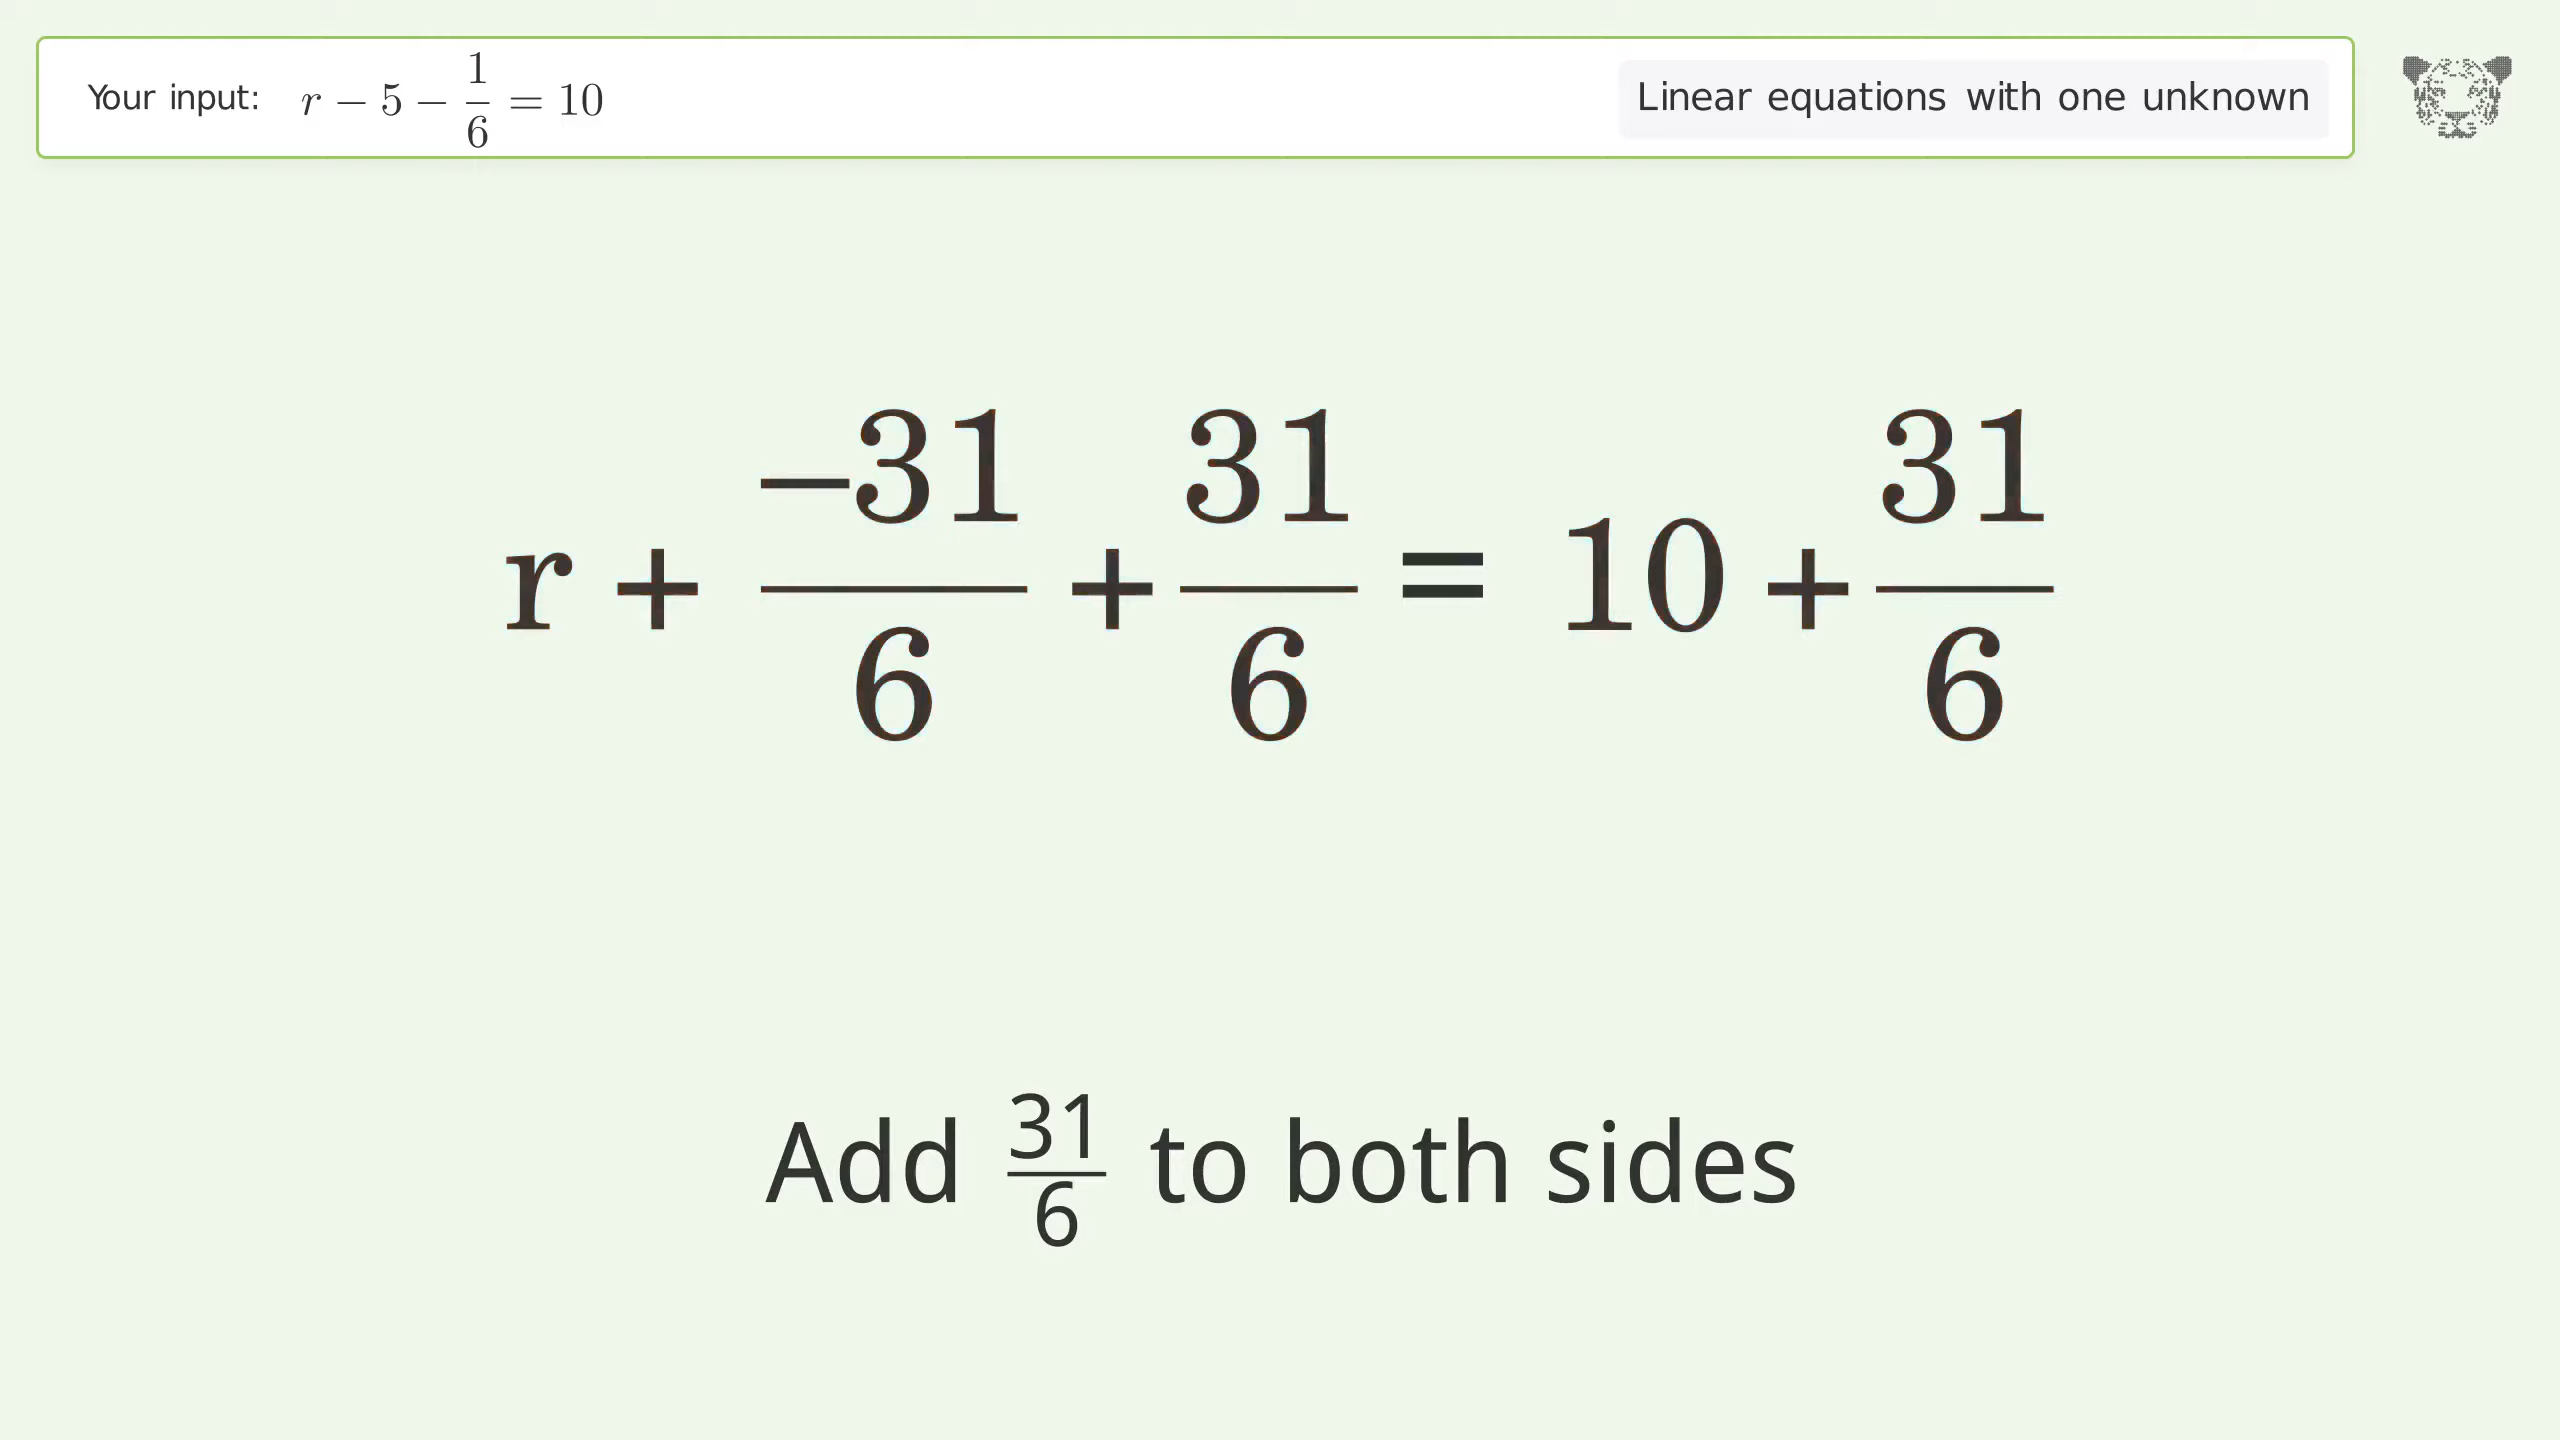 Your input: r − 5 − 1/6 = 10
Linear equations with one unknown
r + −31/6 + 31/6 = 10 + 31/6
Add 31/6 to both sides